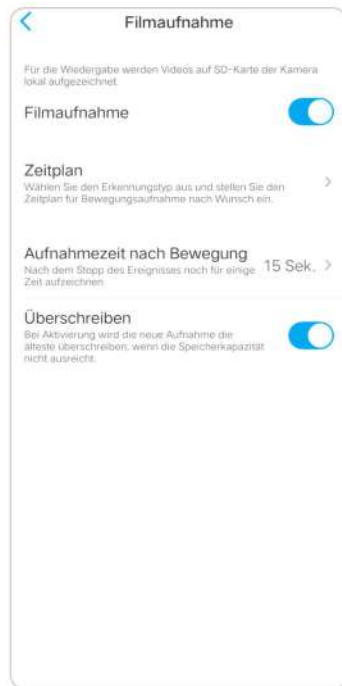 Filmaufnahme
Für die Wiedergabe werden Videos auf SD-Karte der Kamera
lokal aufgezeichnet.
Filmaufnahme
Zeitplan
Wählen Sie den Erkennungstyp aus und stellen Sie den
Zeitplan für Bewegungsaufnahme nach Wunsch ein.
Aufnahmezeit nach Bewegung
Nach dem Stopp des Ereignisses noch für einige
Zeit aufzeichnen.
15 Sek.
Überschreiben
Bei Aktivierung wird die neue Aufnahme die
älteste überschreiben, wenn die Speicherkapazität
nicht ausreicht.